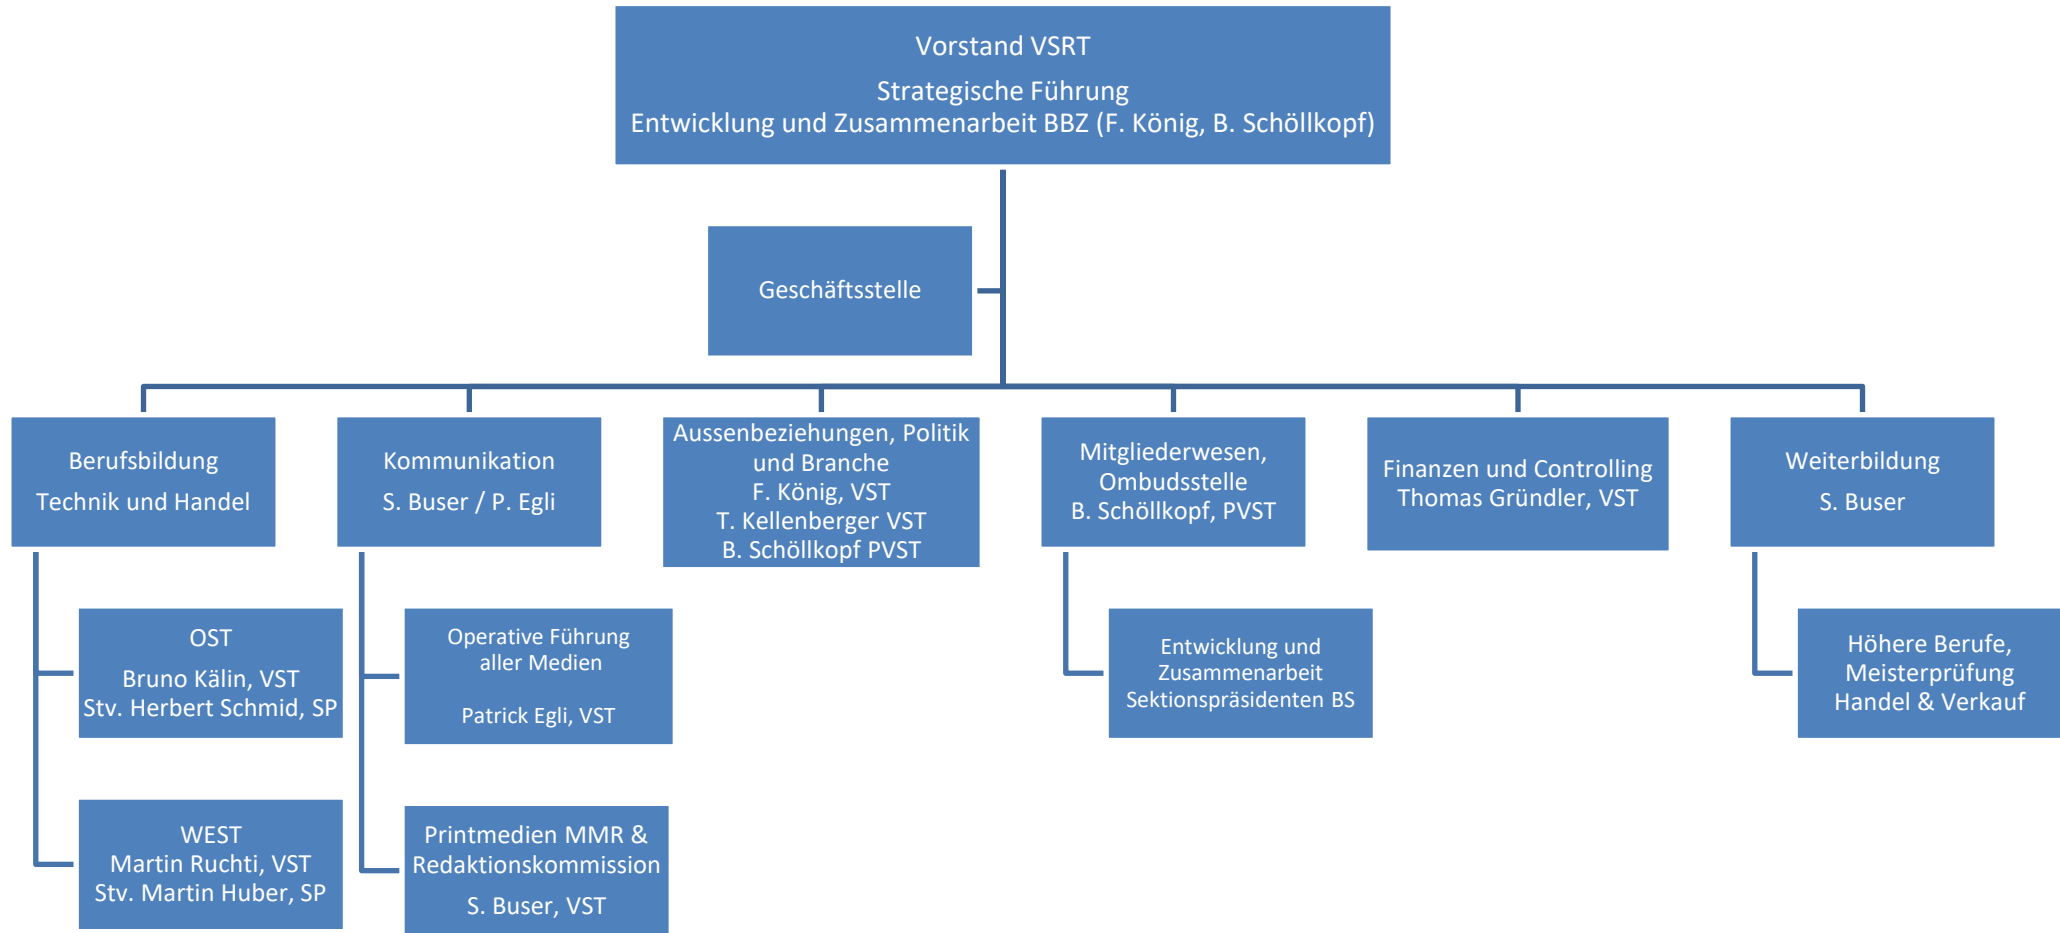 Vorstand VSRT
Strategische Führung
Entwicklung und Zusammenarbeit BBZ (F. König, B. Schöllkopf)
Geschäftsstelle
Berufsbildung
Technik und Handel
Kommunikation
S. Buser / P. Egli
Aussenbeziehungen, Politik
und Branche
F. König, VST
T. Kellenberger VST
B. Schöllkopf PVST
Mitgliederwesen,
Ombudsstelle
B. Schöllkopf, PVST
Finanzen und Controlling
Thomas Gründler, VST
Weiterbildung
S. Buser
OST
Bruno Kälin, VST
Stv. Herbert Schmid, SP
Operative Führung
aller Medien
Patrick Egli, VST
Entwicklung und
Zusammenarbeit
Sektionspräsidenten BS
Höhere Berufe,
Meisterprüfung
Handel & Verkauf
WEST
Martin Ruchti, VST
Stv. Martin Huber, SP
Printmedien MMR &
Redaktionskommission
S. Buser, VST